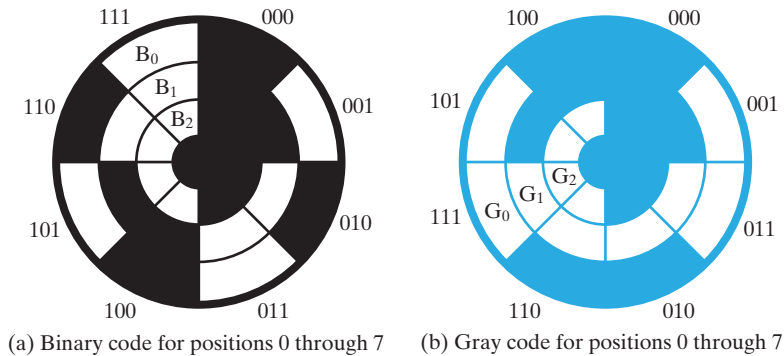 111
000
B0
B1
B2
110
001
101
010
100
011
(a) Binary code for positions 0 through 7
100
000
101
001
G2
G1
G0
111
011
110
010
(b) Gray code for positions 0 through 7